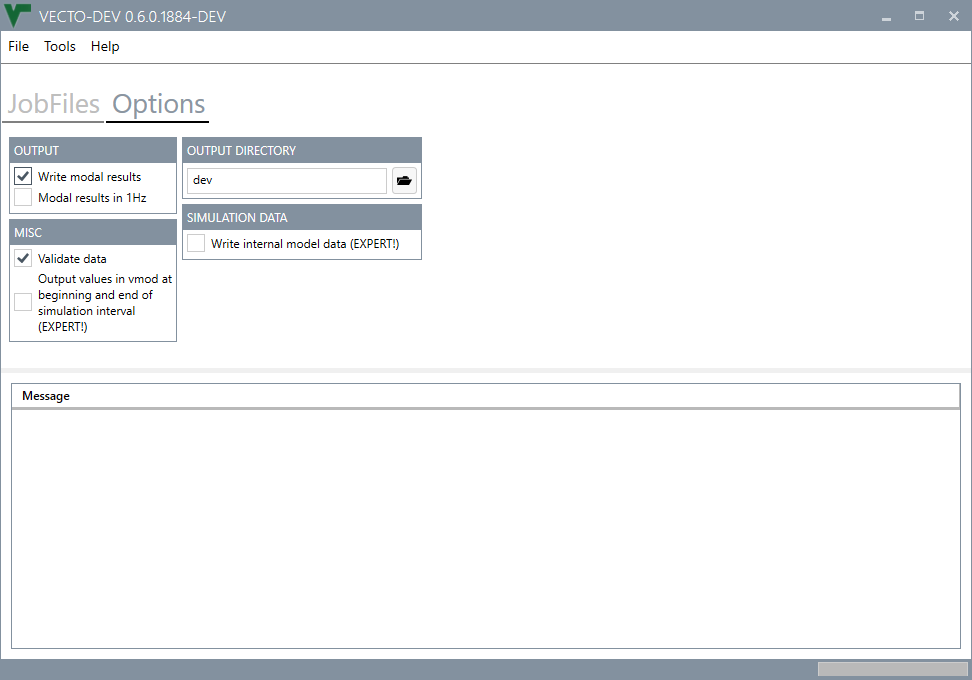 VECTO-DEV 0.6.0.1884-DEV
File Tools Help
JobFiles Options
OUTPUT
Write modal results
Modal results in 1Hz
MISC
Validate data
Output values in vmod at
beginning and end of
simulation interval
(EXPERT!)
OUTPUT DIRECTORY
dev
SIMULATION DATA
Write internal model data (EXPERT!)
Message